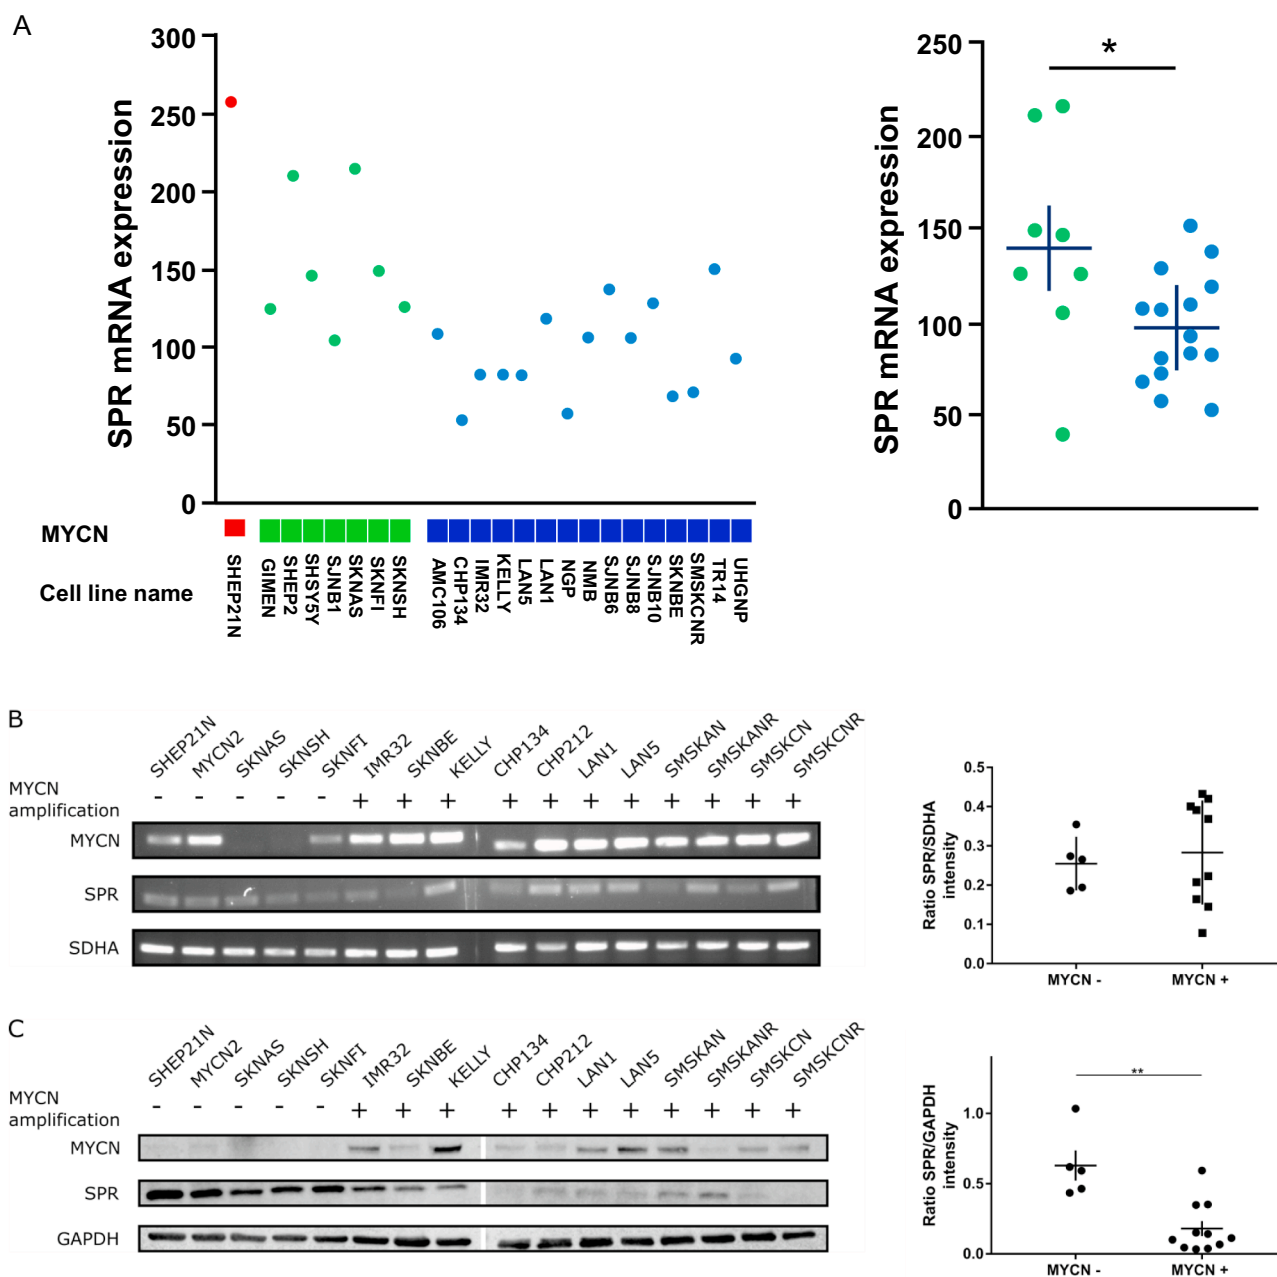 A
300
250
200
150
100
50
0
SPR mRNA expression
MYCN
Cell line name
SHEP21N
GIMEN
SHEP2
SHSY5Y
SJNB1
SKNAS
SKNFI
SKNSH
AMC106
CHP134
IMR32
KELLY
LAN5
LAN1
NGP
NMB
SJNB6
SJNB8
SJNB10
SKNBE
SMSKCNR
TR14
UHGNP
250
200
150
100
50
0
SPR mRNA expression
*
B
SHEP21N MYCN2 SKNAS SKNSH SKNFI IMR32 SKNBE KELLY CHP134 CHP212 LAN1 LAN5 SMSKAN SMSKANR SMSKCN SMSKCNR
MYCN
amplification
- - - - - + + + + + + + + + + +
MYCN
SPR
SDHA
0.5
0.4
0.3
0.2
0.1
0.0
Ratio SPR/SDHA
intensity
MYCN - MYCN +
C
SHEP21N MYCN2 SKNAS SKNSH SKNFI IMR32 SKNBE KELLY CHP134 CHP212 LAN1 LAN5 SMSKAN SMSKANR SMSKCN SMSKCNR
MYCN
amplification
- - - - - + + + + + + + + + + +
MYCN
SPR
GAPDH
1.0
0.5
0.0
Ratio SPR/GAPDH
intensity
**
MYCN - MYCN +